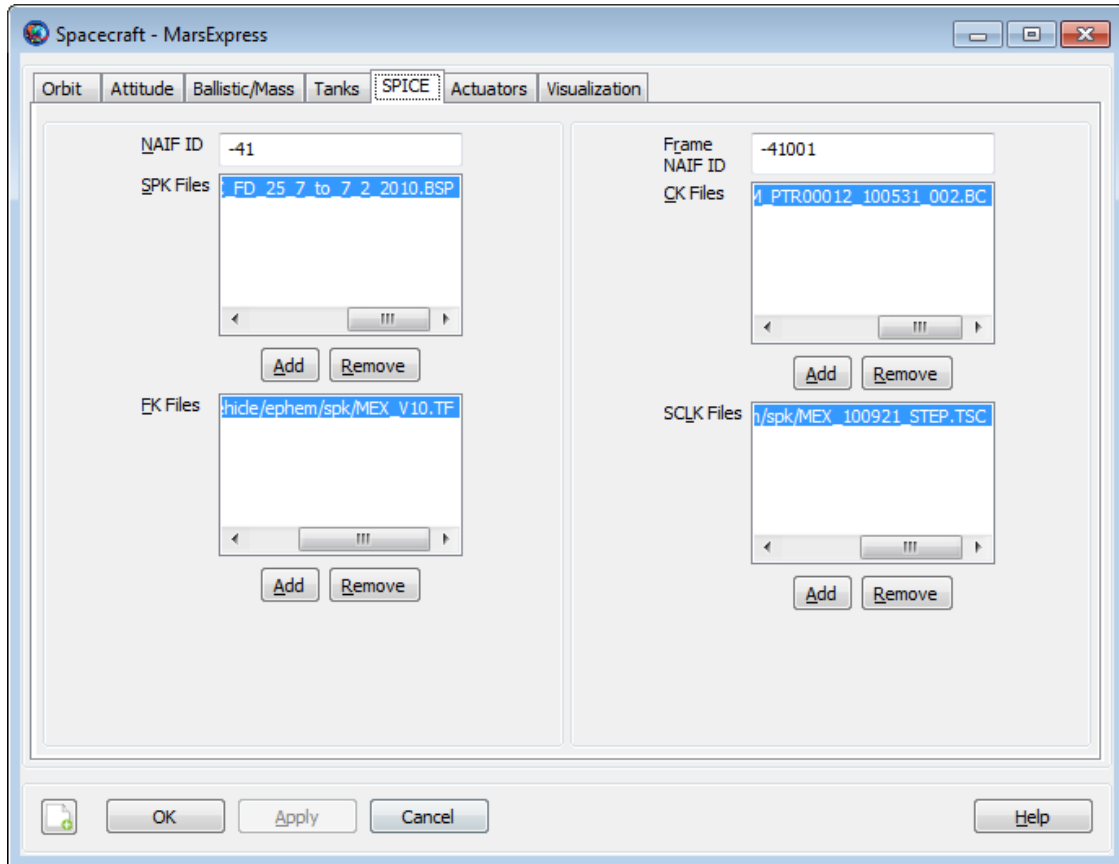 Spacecraft - MarsExpress
Orbit Attitude Ballistic/Mass Tanks SPICE Actuators Visualization
NAIF ID -41
SPK Files _FD_25_7_to_7_2_2010.BSP
Add Remove
FK Files hicle/ephem/spk/MEX_V10.TF
Add Remove
Frame
NAIF ID
-41001
CK Files _PTR00012_100531_002.BC
Add Remove
SCLK Files /spk/MEX_100921_STEP.TSC
Add Remove
OK Apply Cancel Help